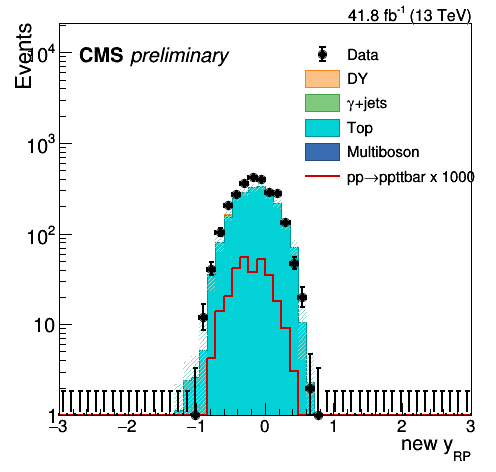 41.8 fb⁻¹ (13 TeV)
Events
CMS preliminary
Data
DY
γ+jets
Top
Multiboson
pp→ppttbar x 1000
10⁴
10³
10²
10
1
−3 −2 −1 0 1 2 3
new y_RP